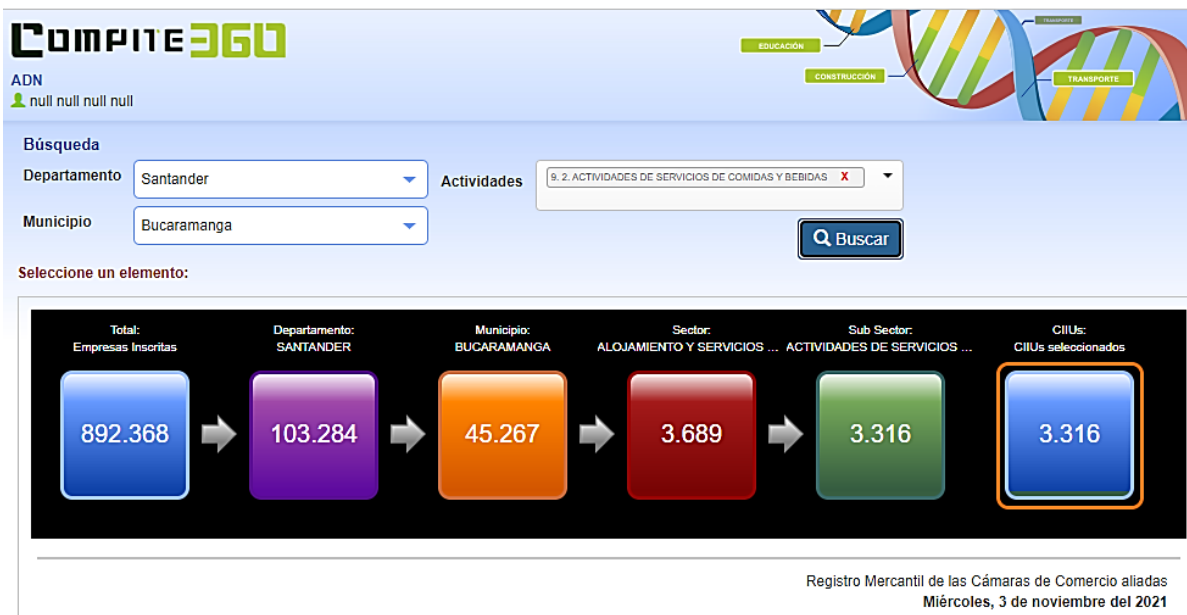 COMPITE360
ADN
null null null null
EDUCACIÓN
CONSTRUCCIÓN
TRANSPORTE
TRANSPORTE
Búsqueda
Departamento
Santander
Actividades
9. 2. ACTIVIDADES DE SERVICIOS DE COMIDAS Y BEBIDAS X
Municipio
Bucaramanga
Buscar
Seleccione un elemento:
Total:
Empresas Inscritas
Departamento:
SANTANDER
Municipio:
BUCARAMANGA
Sector:
ALOJAMIENTO Y SERVICIOS ...
Sub Sector:
ACTIVIDADES DE SERVICIOS ...
CIIUs:
CIIUs seleccionados
892.368
103.284
45.267
3.689
3.316
3.316
Registro Mercantil de las Cámaras de Comercio aliadas
Miércoles, 3 de noviembre del 2021